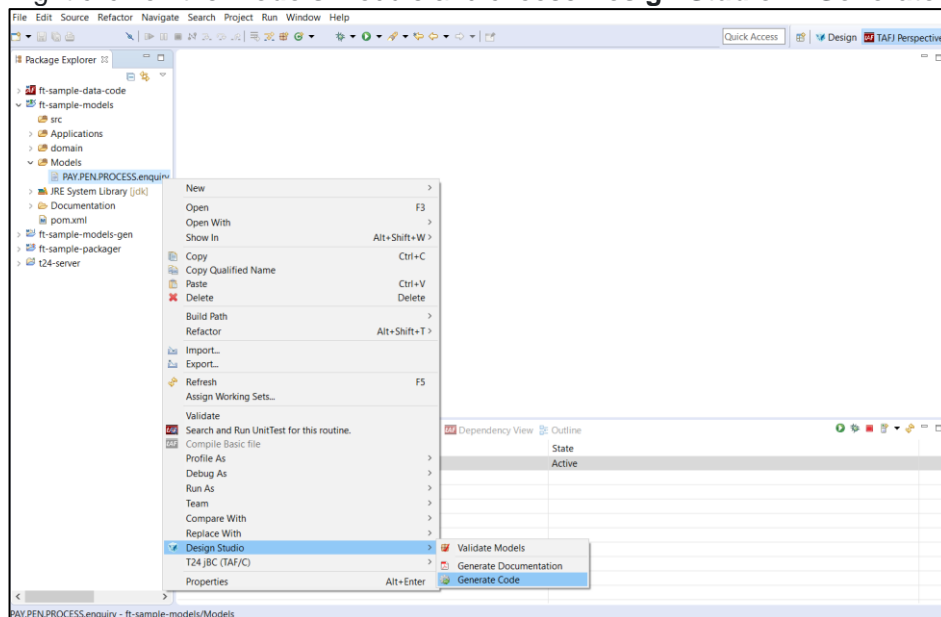 File Edit Source Refactor Navigate Search Project Run Window Help
Quick Access
Design
TAFJ Perspective
Package Explorer
ft-sample-data-code
ft-sample-models
src
Applications
domain
Models
PAY.PEN.PROCESS.enquiry
JRE System Library [jdk]
Documentation
pom.xml
ft-sample-models-gen
ft-sample-packager
t24-server
New
Open F3
Open With
Show In Alt+Shift+W
Copy Ctrl+C
Copy Qualified Name
Paste Ctrl+V
Delete Delete
Build Path
Refactor Alt+Shift+T
Import...
Export...
Refresh F5
Assign Working Sets...
Validate
Search and Run UnitTest for this routine.
Compile Basic file
Profile As
Debug As
Run As
Team
Compare With
Replace With
Design Studio
T24 jBC (TAF/C)
Properties Alt+Enter
Validate Models
Generate Documentation
Generate Code
Dependency View Outline
State
Active
PAY.PEN.PROCESS.enquiry - ft-sample-models/Models